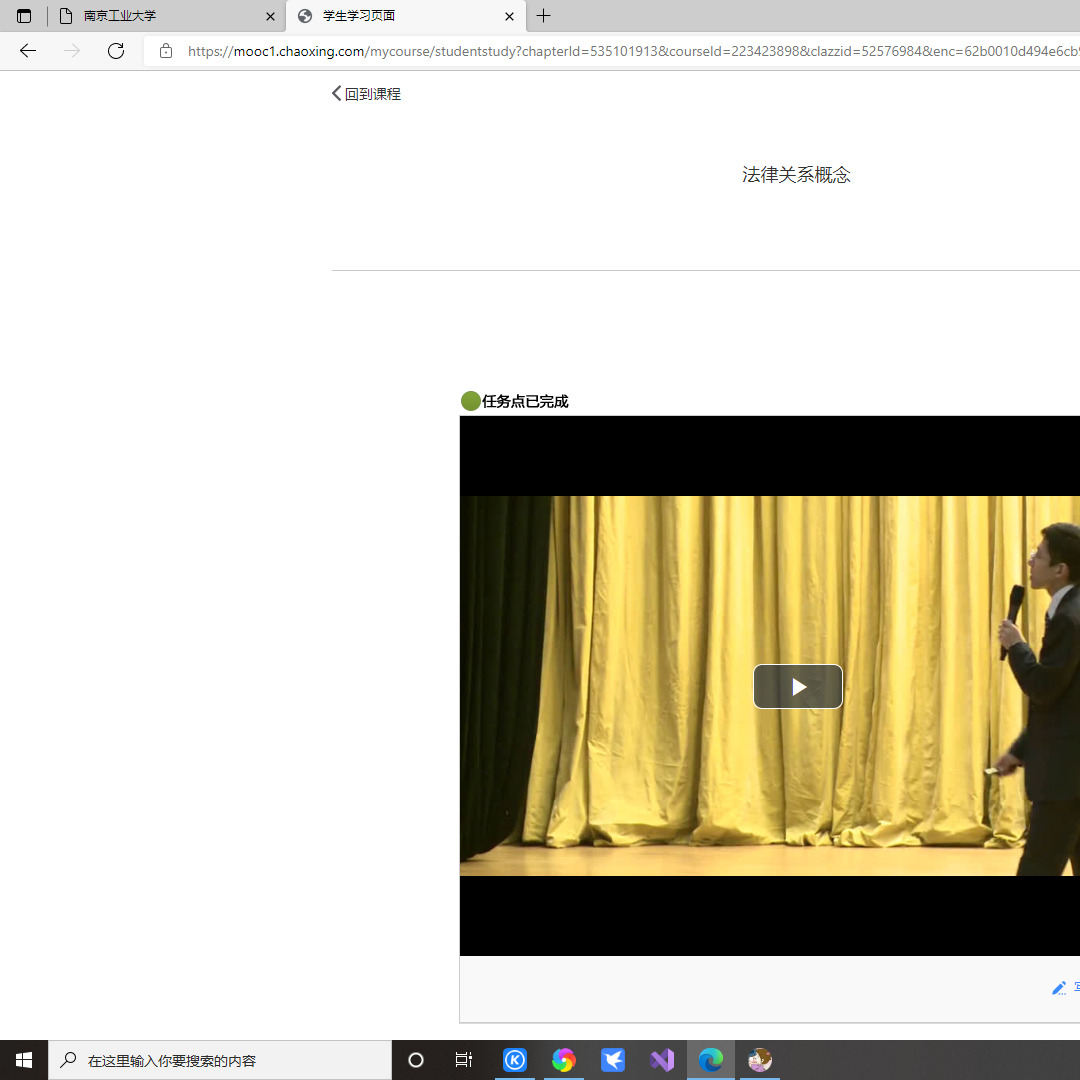 南京工业大学
学生学习页面
https://mooc1.chaoxing.com/mycourse/studentstudy?chapterId=535101913&courseId=223423898&clazzid=52576984&enc=62b0010d494e6cb
回到课程
法律关系概念
任务点已完成
在这里输入你要搜索的内容